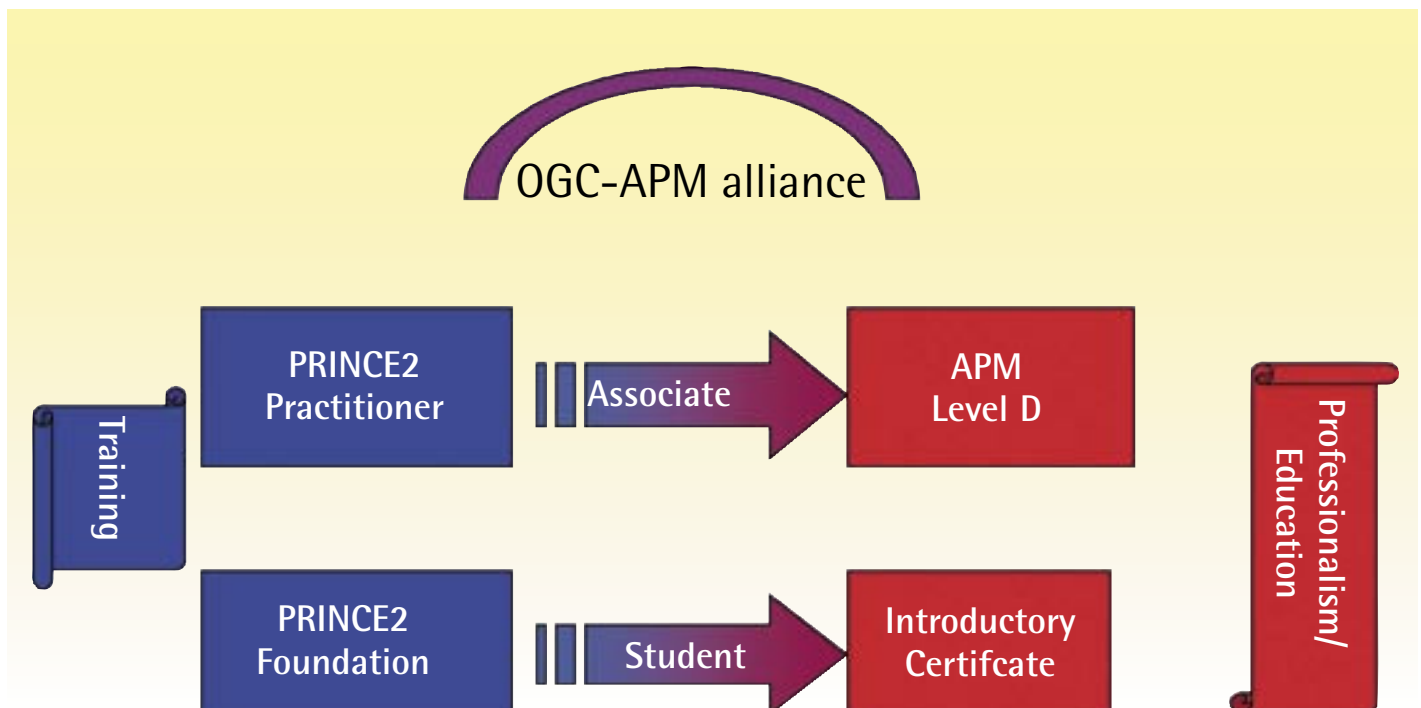 OGC-APM alliance
Training
PRINCE2
Practitioner
Associate
APM
Level D
PRINCE2
Foundation
Student
Introductory
Certifcate
Professionalism/
Education